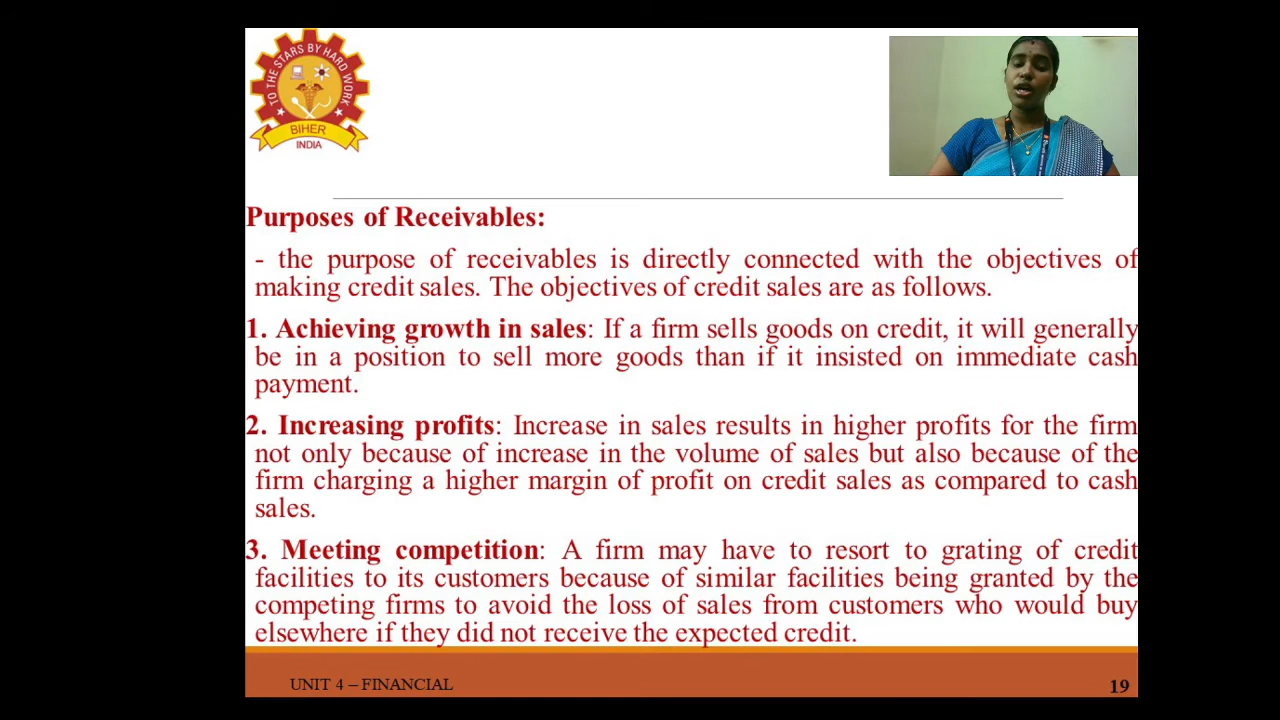 TO THE STARS BY HARD WORK
BIHER
INDIA
Purposes of Receivables:
- the purpose of receivables is directly connected with the objectives of
making credit sales. The objectives of credit sales are as follows.
1. Achieving growth in sales: If a firm sells goods on credit, it will generally
be in a position to sell more goods than if it insisted on immediate cash
payment.
2. Increasing profits: Increase in sales results in higher profits for the firm
not only because of increase in the volume of sales but also because of the
firm charging a higher margin of profit on credit sales as compared to cash
sales.
3. Meeting competition: A firm may have to resort to grating of credit
facilities to its customers because of similar facilities being granted by the
competing firms to avoid the loss of sales from customers who would buy
elsewhere if they did not receive the expected credit.
UNIT 4 – FINANCIAL
19